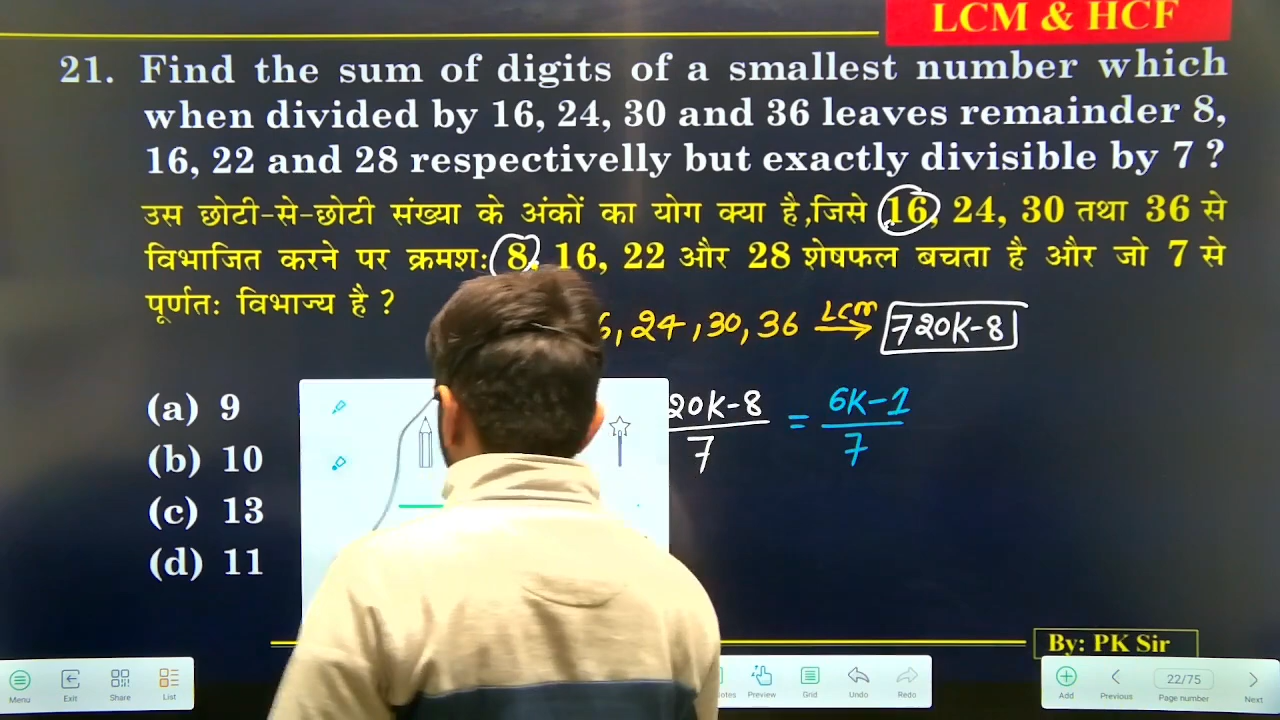 LCM & HCF
21. Find the sum of digits of a smallest number which
when divided by 16, 24, 30 and 36 leaves remainder 8,
16, 22 and 28 respectivelly but exactly divisible by 7 ?
उस छोटी-से-छोटी संख्या के अंकों का योग क्या है,जिसे 16, 24, 30 तथा 36 से
विभाजित करने पर क्रमशः 8, 16, 22 और 28 शेषफल बचता है और जो 7 से
पूर्णतः विभाज्य है ?
, 24, 30, 36 LCM → 720K-8
(a) 9
20K-8 / 7 = 6K-1 / 7
(b) 10
(c) 13
(d) 11
By: PK Sir
Menu Exit Share List Preview Grid Undo Redo Add Previous 22/75 Page number Next